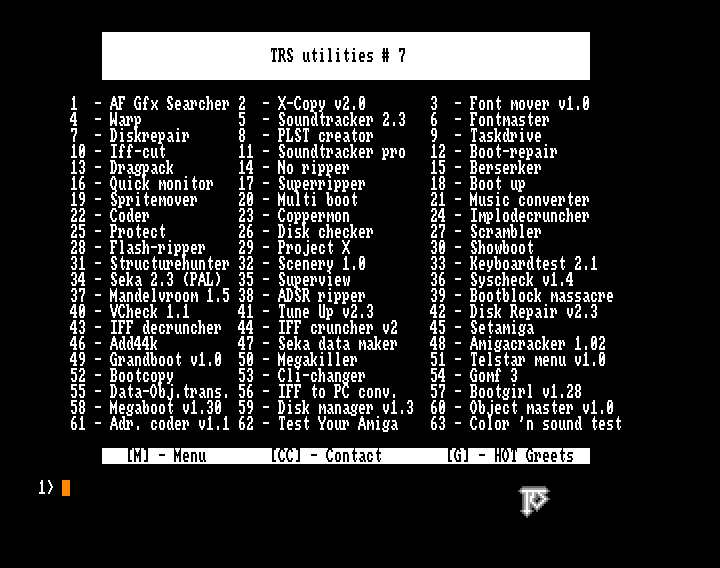 TRS utilities # 7
1 - AF Gfx Searcher 2 - X-Copy v2.0 3 - Font mover v1.0
4 - Warp 5 - Soundtracker 2.3 6 - Fontmaster
7 - Diskrepair 8 - PLST creator 9 - Taskdrive
10 - Iff-cut 11 - Soundtracker pro 12 - Boot-repair
13 - Dragpack 14 - No ripper 15 - Berserker
16 - Quick monitor 17 - Superripper 18 - Boot up
19 - Spritemover 20 - Multi boot 21 - Music converter
22 - Coder 23 - Coppermon 24 - Implodecruncher
25 - Protect 26 - Disk checker 27 - Scrambler
28 - Flash-ripper 29 - Project X 30 - Showboot
31 - Structurehunter 32 - Scenery 1.0 33 - Keyboardtest 2.1
34 - Seka 2.3 (PAL) 35 - Superview 36 - Syscheck v1.4
37 - Mandelvroom 1.5 38 - ADSR ripper 39 - Bootblock massacre
40 - VCheck 1.1 41 - Tune Up v2.3 42 - Disk Repair v2.3
43 - IFF decruncher 44 - IFF cruncher v2 45 - Setamiga
46 - Add44k 47 - Seka data maker 48 - Amigacracker 1.02
49 - Grandboot v1.0 50 - Megakiller 51 - Telstar menu v1.0
52 - Bootcopy 53 - Cli-changer 54 - Gomf 3
55 - Data-Obj.trans. 56 - IFF to PC conv. 57 - Bootgirl v1.28
58 - Megaboot v1.30 59 - Disk manager v1.3 60 - Object master v1.0
61 - Adr. coder v1.1 62 - Test Your Amiga 63 - Color 'n sound test
[M] - Menu [CC] - Contact [G] - HOT Greets
1>
TRS